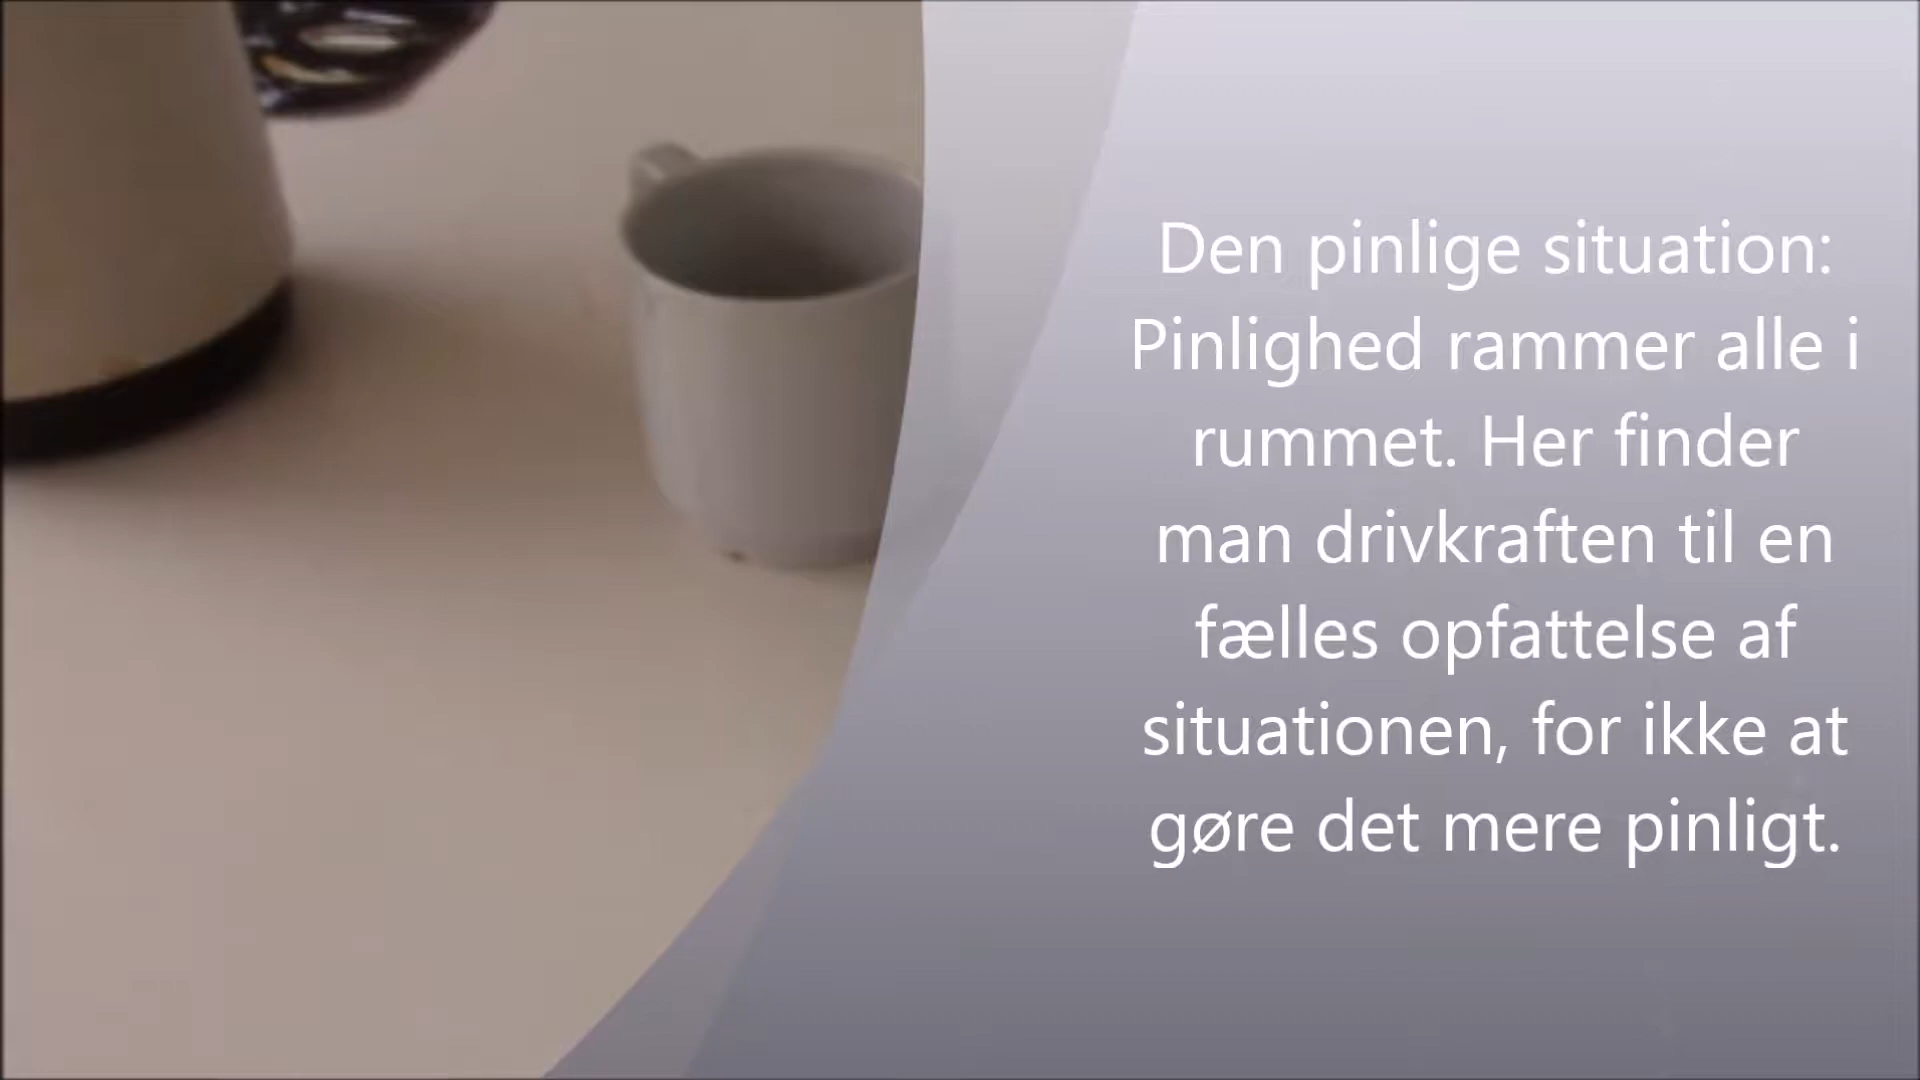 Den pinlige situation:
Pinlighed rammer alle i
rummet. Her finder
man drivkraften til en
fælles opfattelse af
situationen, for ikke at
gøre det mere pinligt.